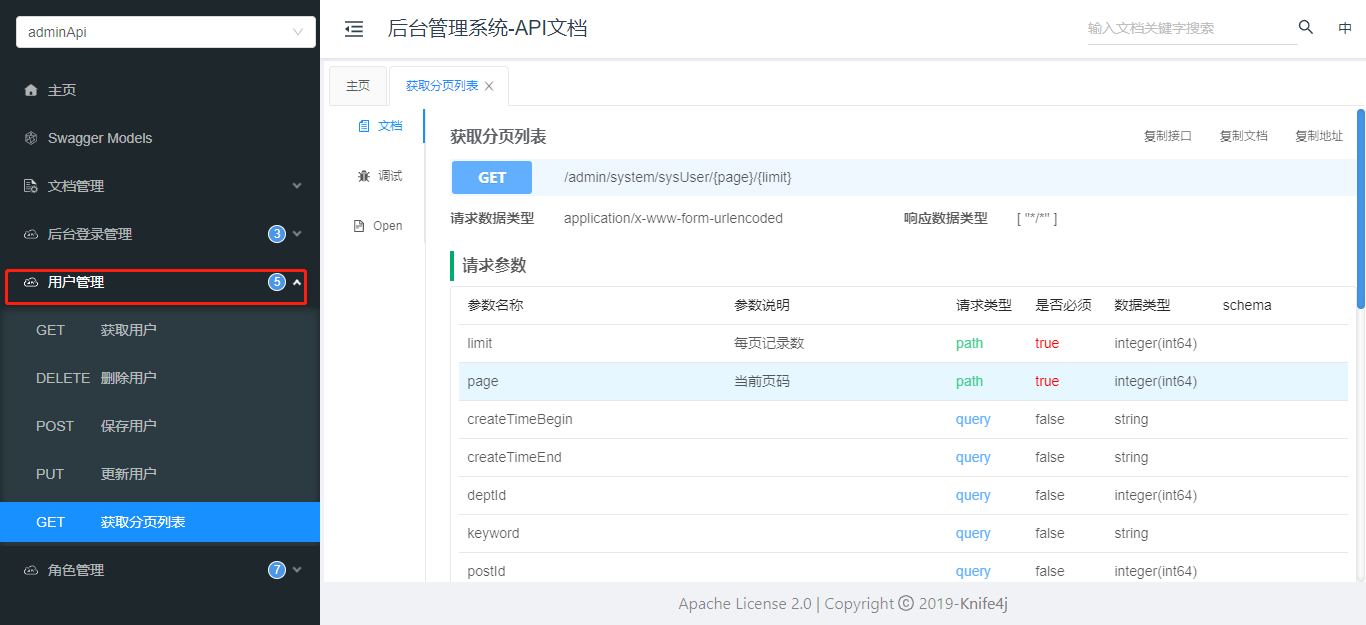 adminApi
主页
Swagger Models
文档管理
后台登录管理 3
用户管理 5
GET 获取用户
DELETE 删除用户
POST 保存用户
PUT 更新用户
GET 获取分页列表
角色管理 7
后台管理系统-API文档
输入文档关键字搜索 中
主页 获取分页列表
文档
调试
Open
获取分页列表 复制接口 复制文档 复制地址
GET /admin/system/sysUser/{page}/{limit}
请求数据类型 application/x-www-form-urlencoded 响应数据类型 [ "*/*" ]
请求参数
参数名称 参数说明 请求类型 是否必须 数据类型 schema
limit 每页记录数 path true integer(int64)
page 当前页码 path true integer(int64)
createTimeBegin query false string
createTimeEnd query false string
deptId query false integer(int64)
keyword query false string
postId query false integer(int64)
Apache License 2.0 | Copyright © 2019-Knife4j